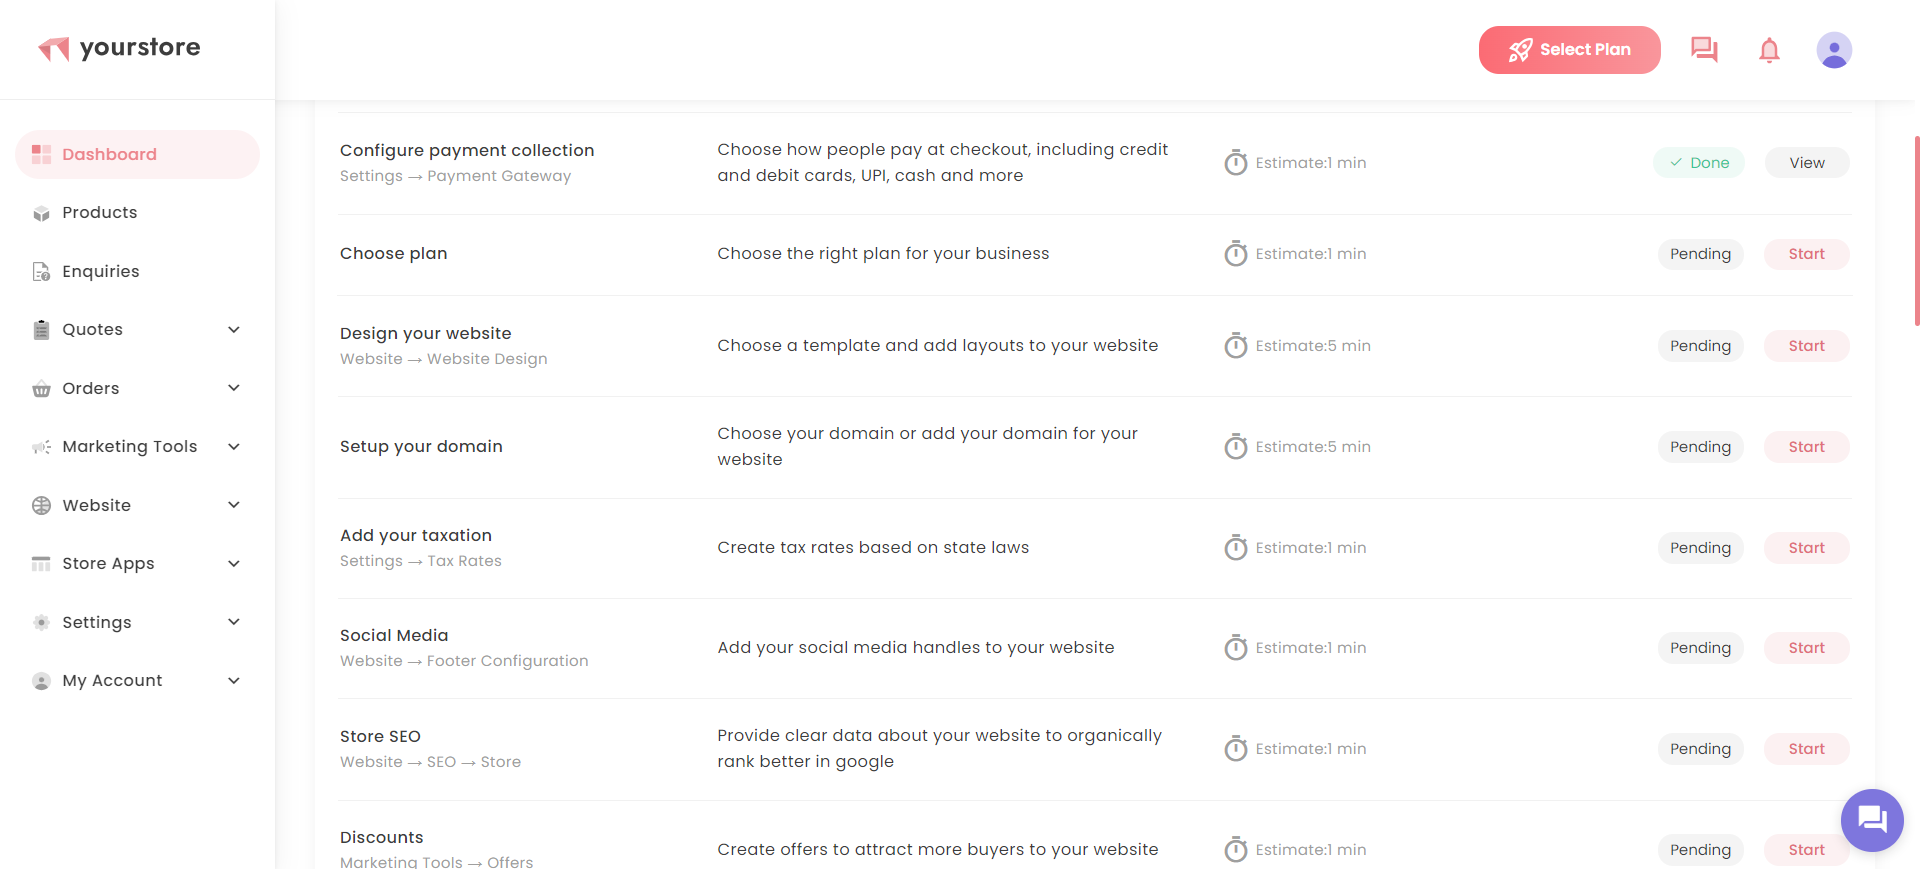 yourstore
Select Plan
Dashboard
Products
Enquiries
Quotes
Orders
Marketing Tools
Website
Store Apps
Settings
My Account
Configure payment collection
Settings → Payment Gateway
Choose how people pay at checkout, including credit
and debit cards, UPI, cash and more
Estimate:1 min
Done
View
Choose plan
Choose the right plan for your business
Estimate:1 min
Pending
Start
Design your website
Website → Website Design
Choose a template and add layouts to your website
Estimate:5 min
Pending
Start
Setup your domain
Choose your domain or add your domain for your
website
Estimate:5 min
Pending
Start
Add your taxation
Settings → Tax Rates
Create tax rates based on state laws
Estimate:1 min
Pending
Start
Social Media
Website → Footer Configuration
Add your social media handles to your website
Estimate:1 min
Pending
Start
Store SEO
Website → SEO → Store
Provide clear data about your website to organically
rank better in google
Estimate:1 min
Pending
Start
Discounts
Marketing Tools → Offers
Create offers to attract more buyers to your website
Estimate:1 min
Pending
Start